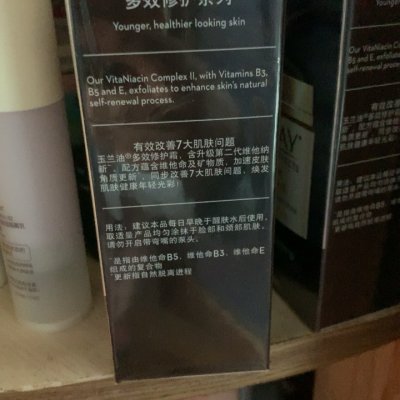 多效修护系列
Younger, healthier looking skin
Our VitaNiacin Complex II, with Vitamins B3,
B5 and E, exfoliates to enhance skin's natural
self-renewal process.
有效改善7大肌肤问题
玉兰油®多效修护霜，含升级第二代维他纳
新*，配方蕴含维他命及矿物质，加速皮肤
角质更新^，同步改善7大肌肤问题，焕发
肌肤健康年轻光彩！
用法：建议本品每日早晚于醒肤水后使用，
取适量产品均匀涂抹于脸部和颈部肌肤，
请勿开启带弯嘴的泵头。
*是指由维他命B5、维他命B3、维他命E
组成的复合物
^更新指自然脱离进程